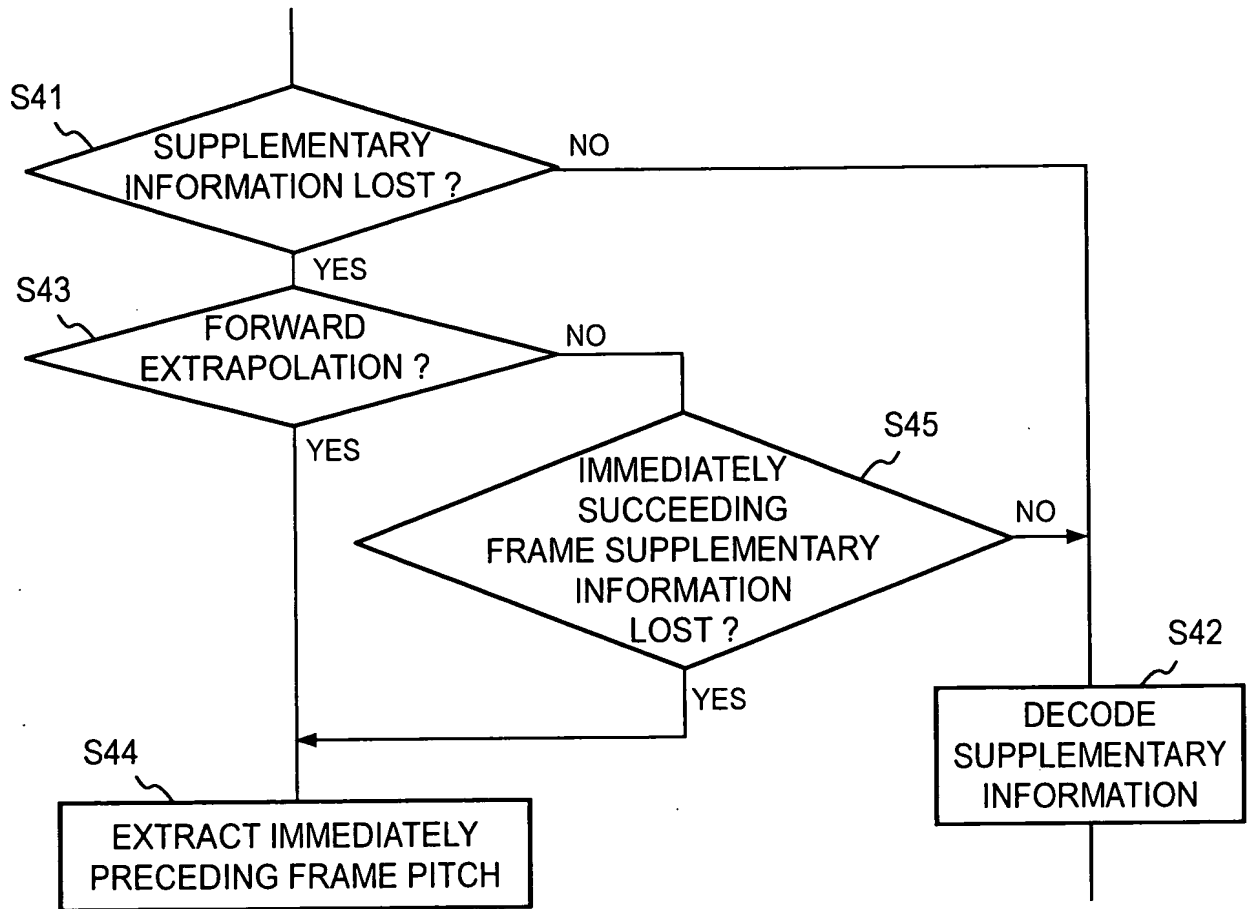 S41
SUPPLEMENTARY
INFORMATION LOST ?
NO
YES
S43
FORWARD
EXTRAPOLATION ?
NO
YES
S45
IMMEDIATELY
SUCCEEDING
FRAME SUPPLEMENTARY
INFORMATION
LOST ?
NO
YES
S42
DECODE
SUPPLEMENTARY
INFORMATION
S44
EXTRACT IMMEDIATELY
PRECEDING FRAME PITCH